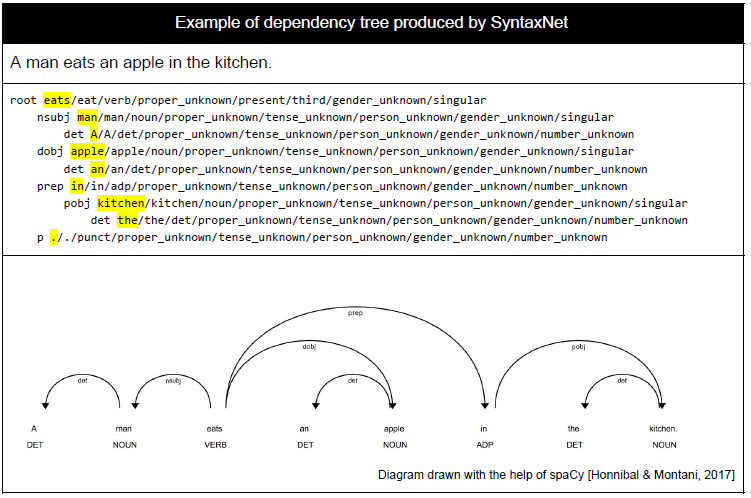 Example of dependency tree produced by SyntaxNet
A man eats an apple in the kitchen.
root eats/eat/verb/proper_unknown/present/third/gender_unknown/singular
nsubj man/man/noun/proper_unknown/tense_unknown/person_unknown/gender_unknown/singular
det A/A/det/proper_unknown/tense_unknown/person_unknown/gender_unknown/number_unknown
dobj apple/apple/noun/proper_unknown/tense_unknown/person_unknown/gender_unknown/singular
det an/an/det/proper_unknown/tense_unknown/person_unknown/gender_unknown/number_unknown
prep in/in/adp/proper_unknown/tense_unknown/person_unknown/gender_unknown/number_unknown
pobj kitchen/kitchen/noun/proper_unknown/tense_unknown/person_unknown/gender_unknown/singular
det the/the/det/proper_unknown/tense_unknown/person_unknown/gender_unknown/number_unknown
p ././punct/proper_unknown/tense_unknown/person_unknown/gender_unknown/number_unknown
prep
dobj pobj
det nsubj det det
A man eats an apple in the kitchen.
DET NOUN VERB DET NOUN ADP DET NOUN
Diagram drawn with the help of spaCy [Honnibal & Montani, 2017]